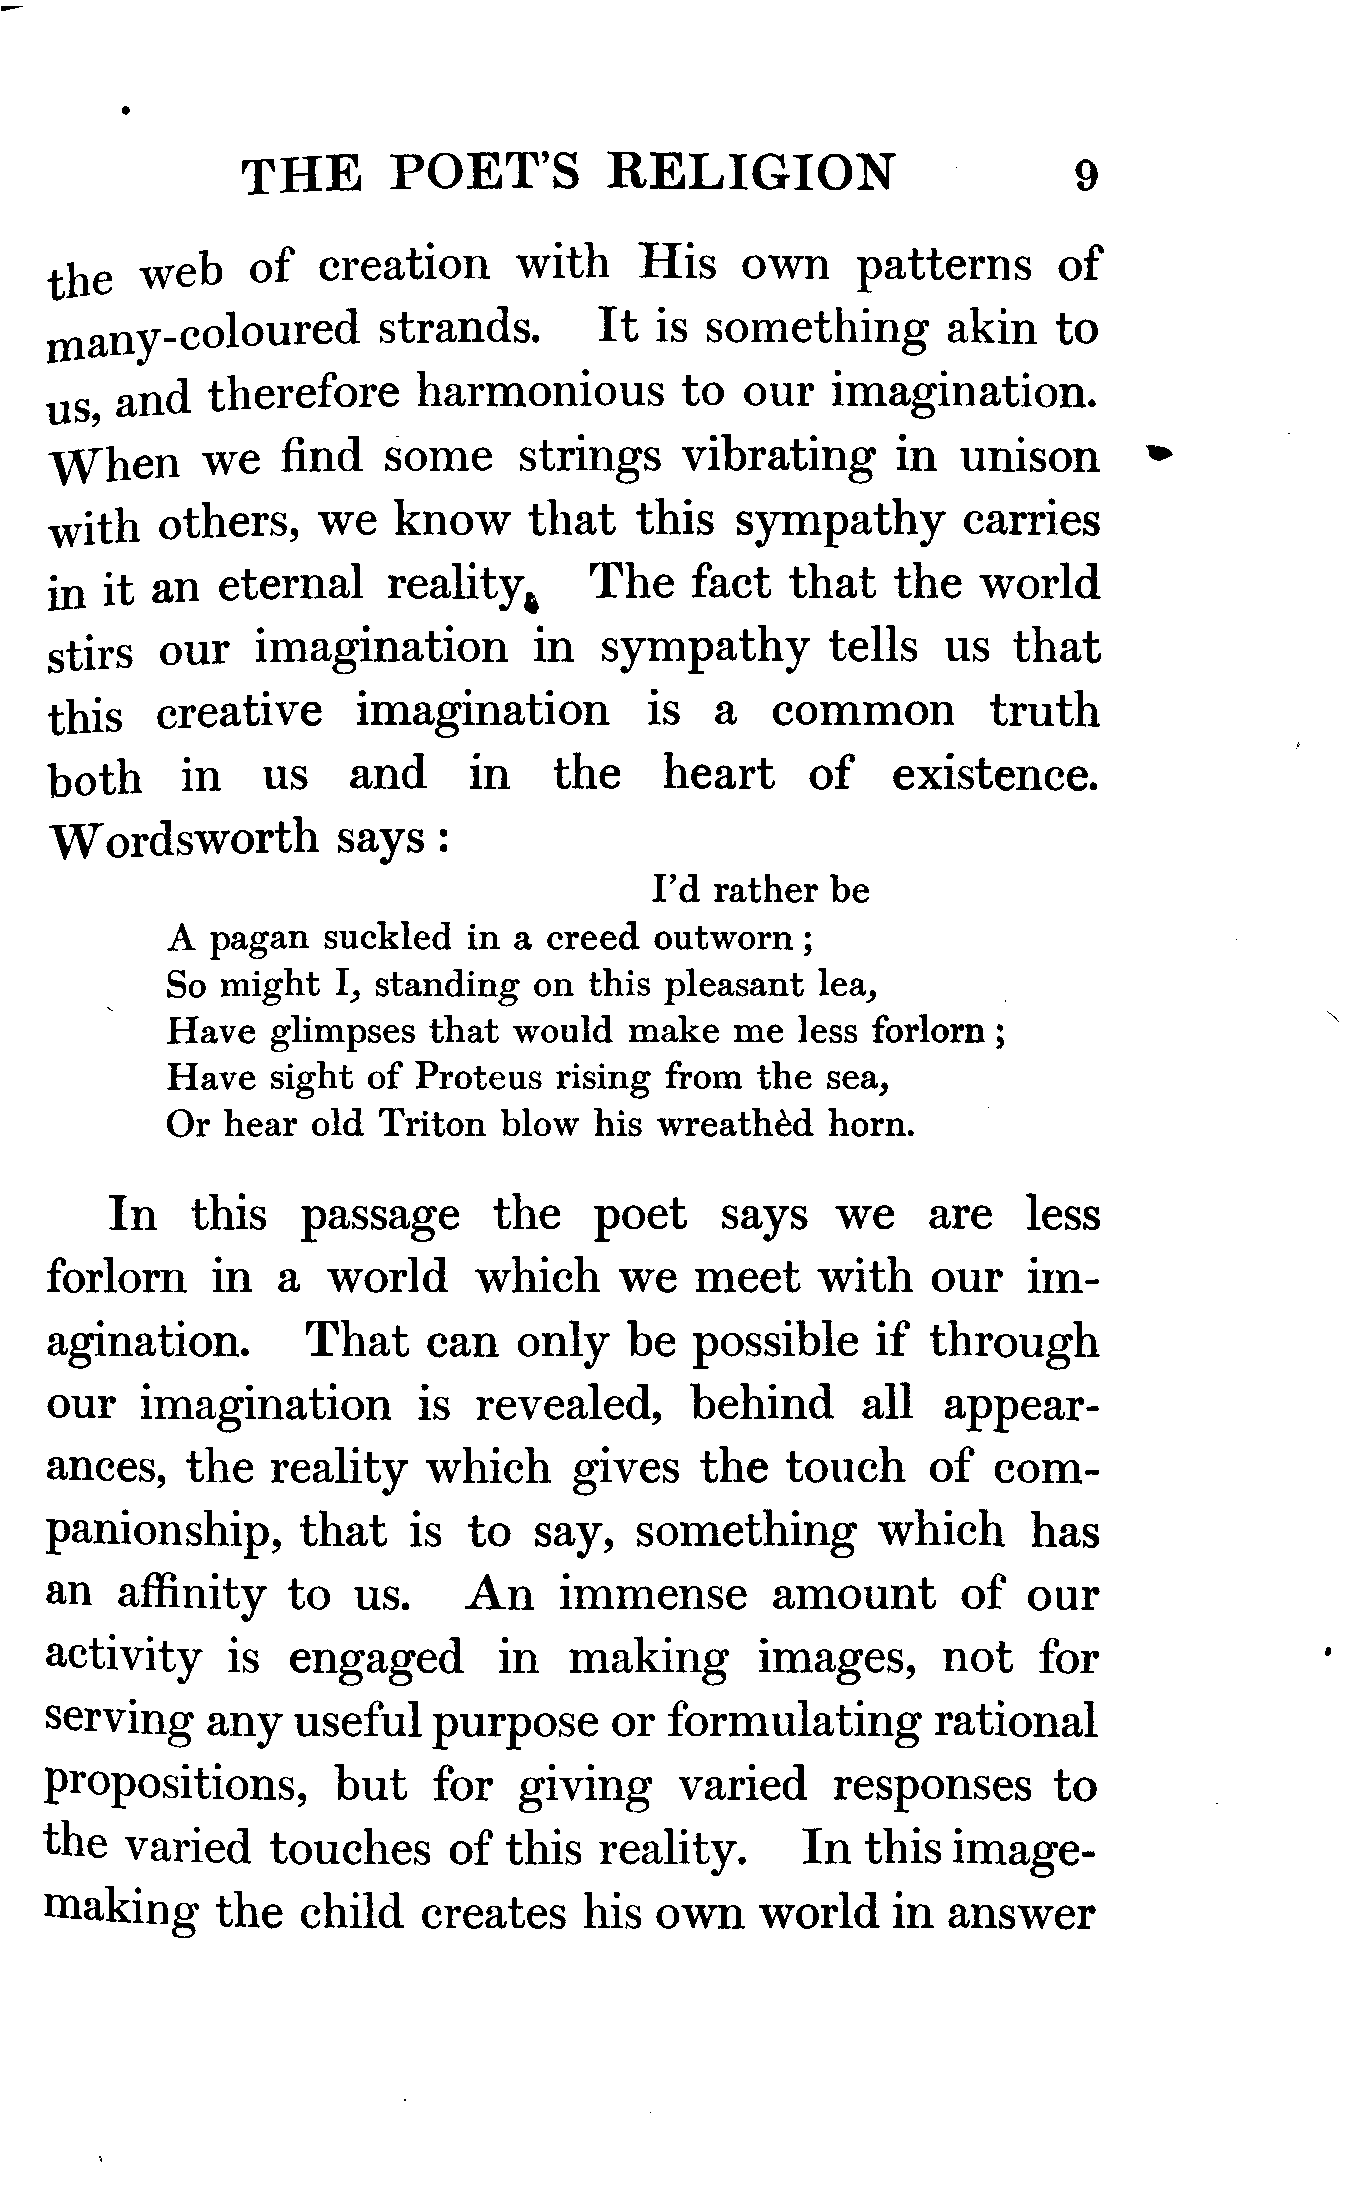 THE POET'S RELIGION 9
the web of creation with His own patterns of
many-coloured strands. It is something akin to
us, and therefore harmonious to our imagination.
When we find some strings vibrating in unison
with others, we know that this sympathy carries
in it an eternal reality. The fact that the world
stirs our imagination in sympathy tells us that
this creative imagination is a common truth
both in us and in the heart of existence.
Wordsworth says :
I'd rather be
A pagan suckled in a creed outworn ;
So might I, standing on this pleasant lea,
Have glimpses that would make me less forlorn ;
Have sight of Proteus rising from the sea,
Or hear old Triton blow his wreathèd horn.
In this passage the poet says we are less
forlorn in a world which we meet with our im-
agination. That can only be possible if through
our imagination is revealed, behind all appear-
ances, the reality which gives the touch of com-
panionship, that is to say, something which has
an affinity to us. An immense amount of our
activity is engaged in making images, not for
serving any useful purpose or formulating rational
propositions, but for giving varied responses to
the varied touches of this reality. In this image-
making the child creates his own world in answer